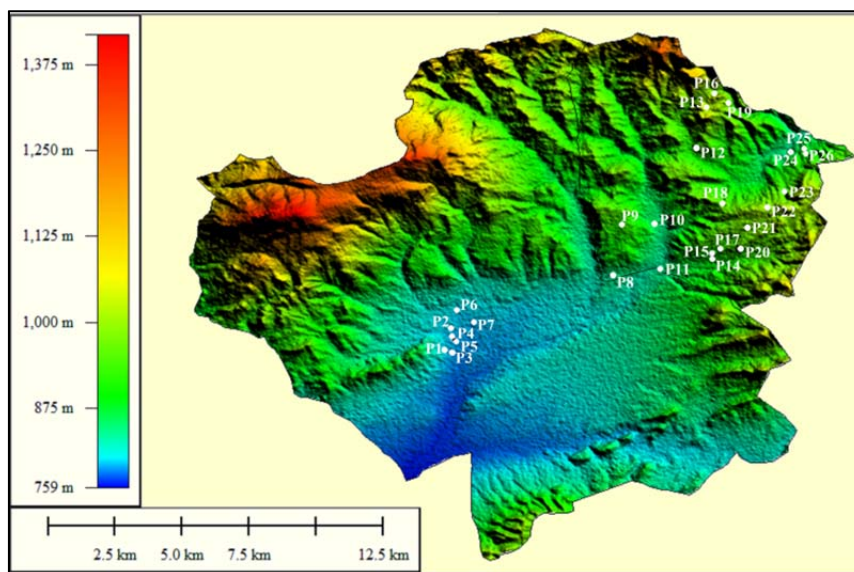 1,375 m
1,250 m
1,125 m
1,000 m
875 m
759 m
P16
P13
P19
P12
P25
P24
P26
P18
P23
P22
P9
P10
P21
P17
P15
P20
P14
P11
P8
P6
P2
P7
P4
P5
P1
P3
2.5 km 5.0 km 7.5 km 12.5 km